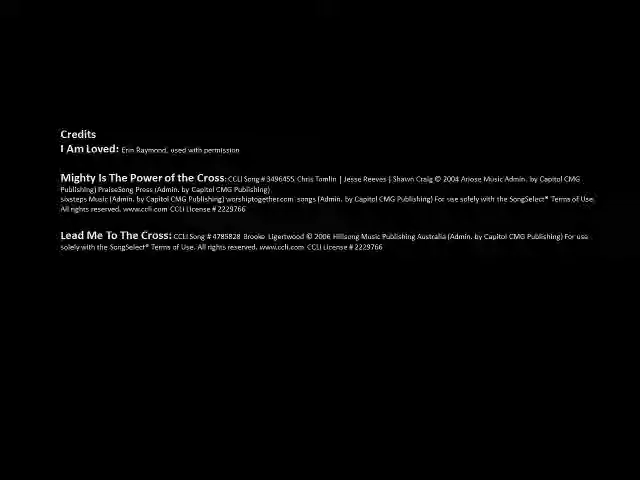 Credits
I Am Loved: Erin Raymond, used with permission
Mighty Is The Power of the Cross: CCLI Song # 3496455 Chris Tomlin | Jesse Reeves | Shawn Craig © 2004 Ariose Music Admin. by Capitol CMG
Publishing) PraiseSong Press (Admin. by Capitol CMG Publishing)
sixsteps Music (Admin. by Capitol CMG Publishing) worshiptogether.com songs (Admin. by Capitol CMG Publishing) For use solely with the SongSelect® Terms of Use.
All rights reserved. www.ccli.com CCLI License # 2229766
Lead Me To The Cross: CCLI Song # 4785828 Brooke Ligertwood © 2006 Hillsong Music Publishing Australia (Admin. by Capitol CMG Publishing) For use
solely with the SongSelect® Terms of Use. All rights reserved. www.ccli.com CCLI License # 2229766